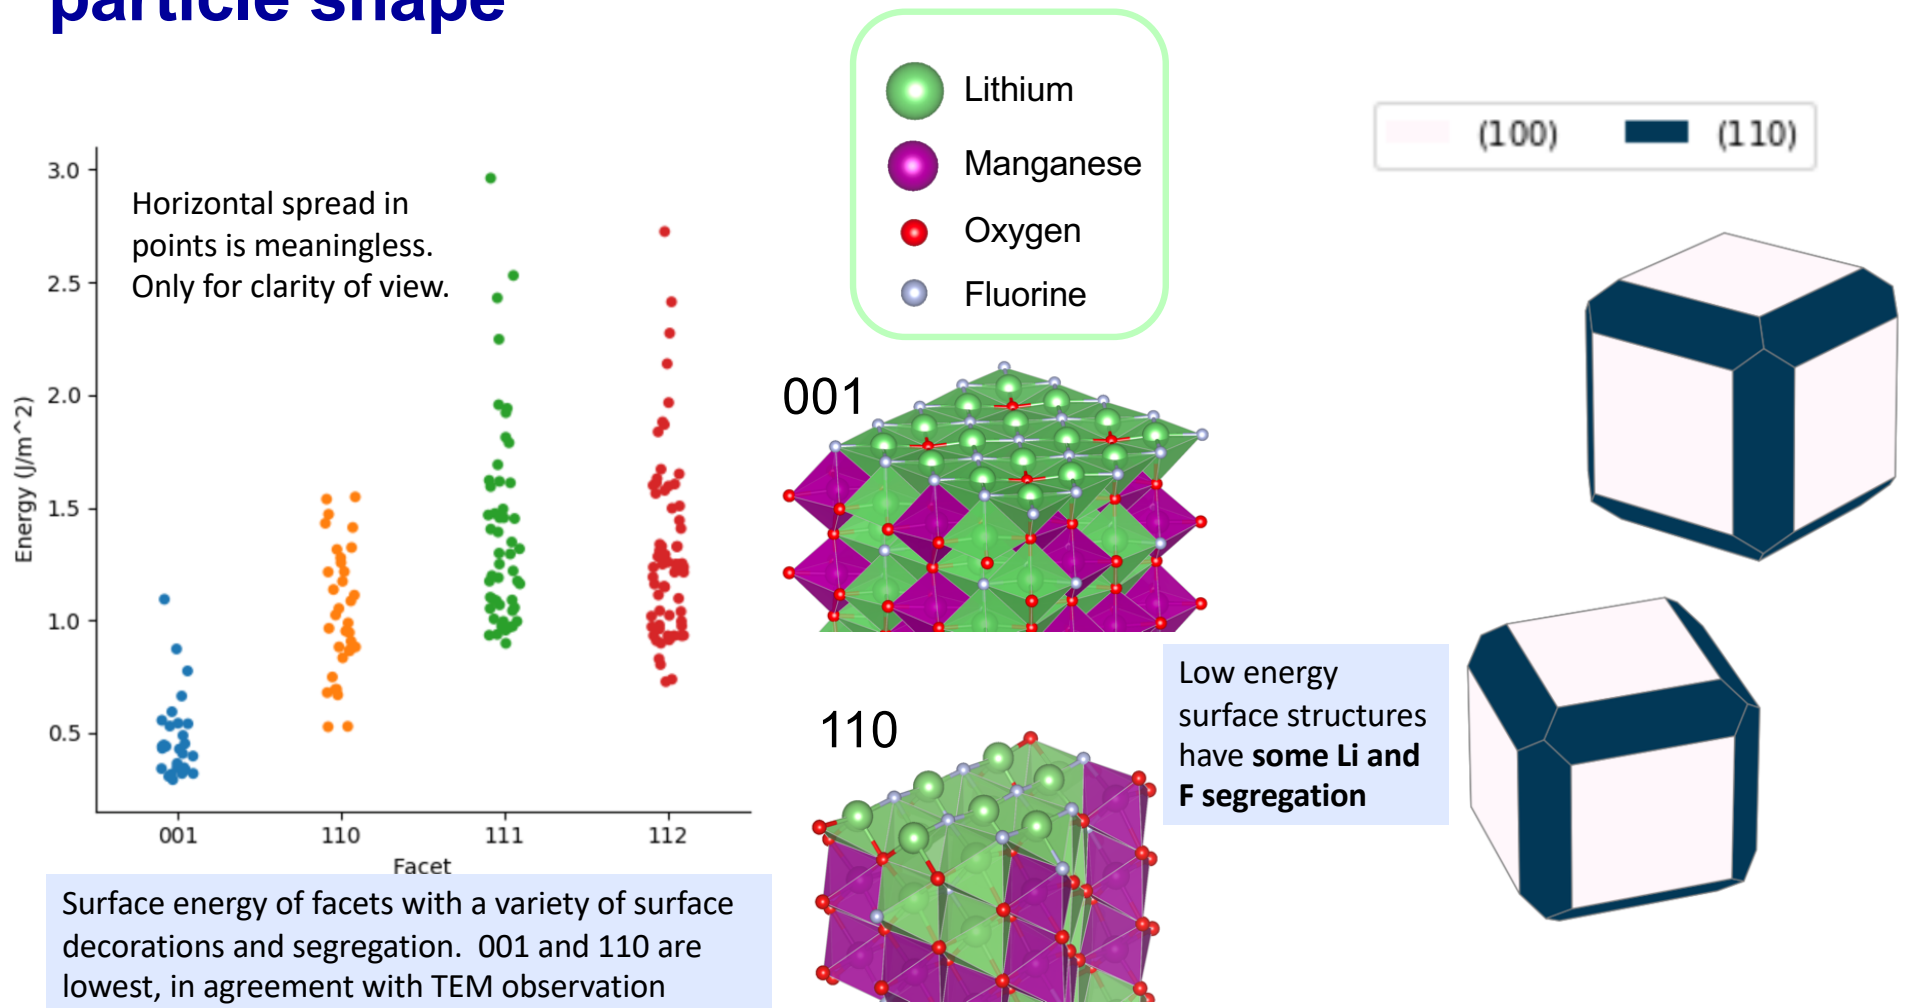 particle shape
3.0
2.5
2.0
1.5
1.0
0.5
Energy (J/m^2)
001
110
111
112
Facet
Horizontal spread in
points is meaningless.
Only for clarity of view.
Surface energy of facets with a variety of surface
decorations and segregation.  001 and 110 are
lowest, in agreement with TEM observation
Lithium
Manganese
Oxygen
Fluorine
001
110
Low energy
surface structures
have some Li and
F segregation
(100)
(110)